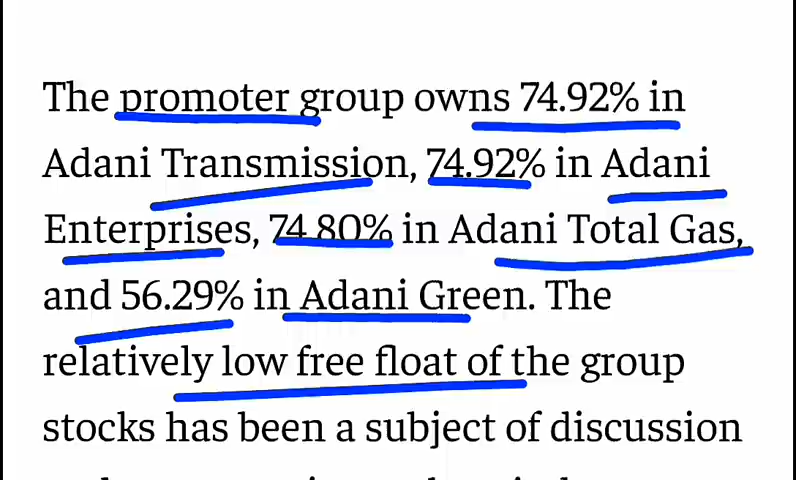 The promoter group owns 74.92% in
Adani Transmission, 74.92% in Adani
Enterprises, 74.80% in Adani Total Gas,
and 56.29% in Adani Green. The
relatively low free float of the group
stocks has been a subject of discussion